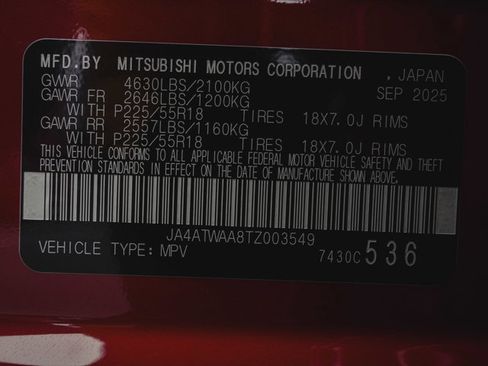 MFD.BY MITSUBISHI MOTORS CORPORATION , JAPAN
GVWR 4630LBS/2100KG SEP 2025
GAWR FR 2646LBS/1200KG
WITH P225/55R18 TIRES 18X7.0J RIMS
GAWR RR 2557LBS/1160KG
WITH P225/55R18 TIRES 18X7.0J RIMS
THIS VEHICLE CONFORMS TO ALL APPLICABLE FEDERAL MOTOR VEHICLE SAFETY AND THEFT
PREVENTION STANDARDS IN EFFECT ON THE DATE OF MANUFACTURE SHOWN ABOVE.
JA4ATWAA8TZ003549
VEHICLE TYPE: MPV 7430C 536